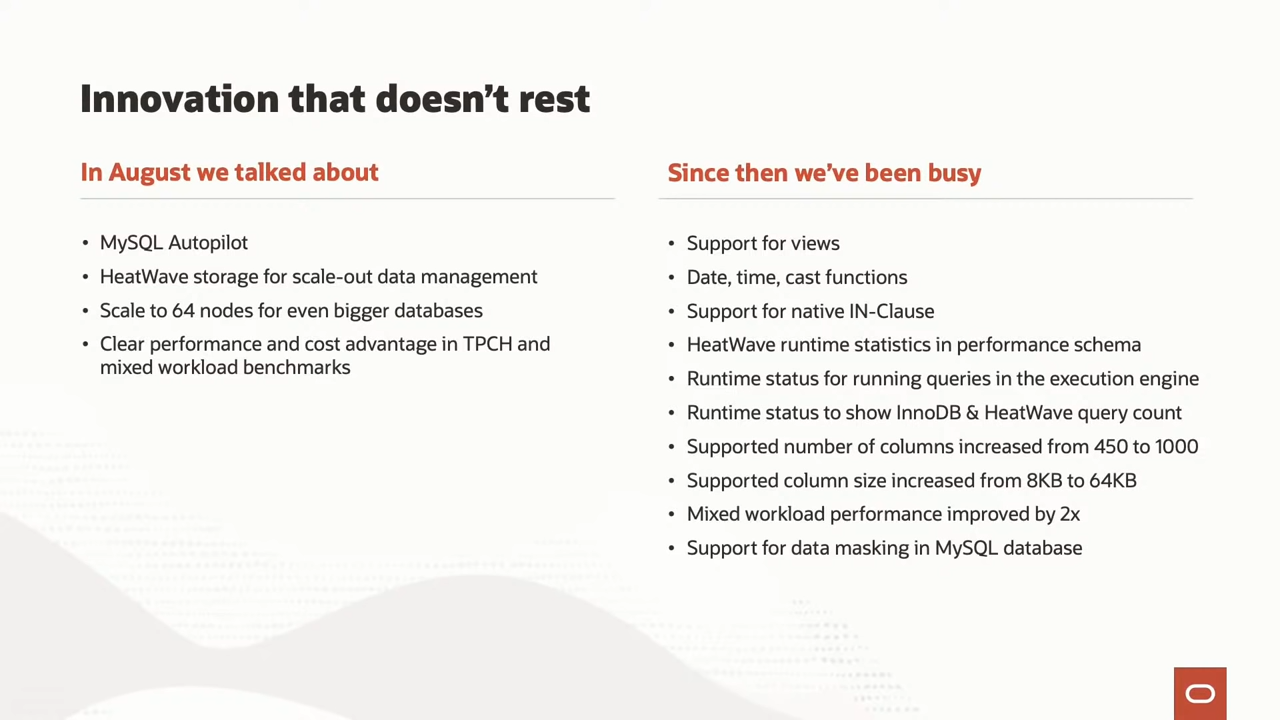 Innovation that doesn’t rest
In August we talked about
• MySQL Autopilot
• HeatWave storage for scale-out data management
• Scale to 64 nodes for even bigger databases
• Clear performance and cost advantage in TPCH and
mixed workload benchmarks
Since then we’ve been busy
• Support for views
• Date, time, cast functions
• Support for native IN-Clause
• HeatWave runtime statistics in performance schema
• Runtime status for running queries in the execution engine
• Runtime status to show InnoDB & HeatWave query count
• Supported number of columns increased from 450 to 1000
• Supported column size increased from 8KB to 64KB
• Mixed workload performance improved by 2x
• Support for data masking in MySQL database